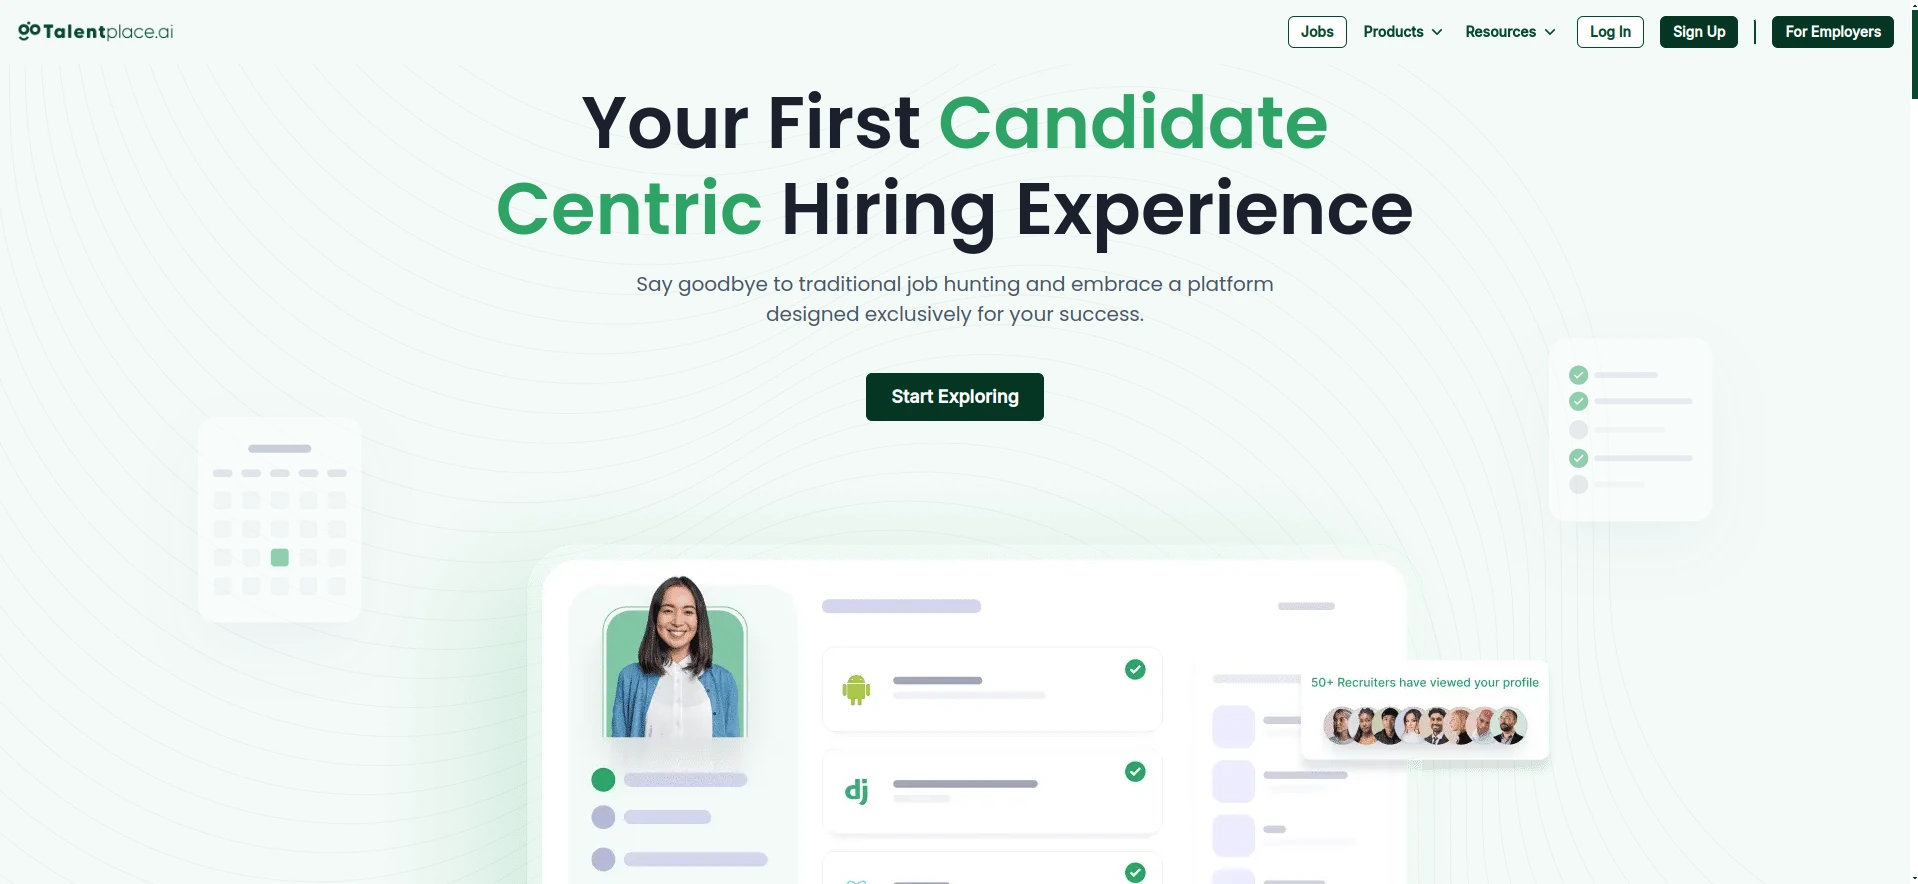 goTalentplace.ai
Jobs
Products
Resources
Log In
Sign Up
For Employers
Your First Candidate
Centric Hiring Experience
Say goodbye to traditional job hunting and embrace a platform
designed exclusively for your success.
Start Exploring
50+ Recruiters have viewed your profile
dj